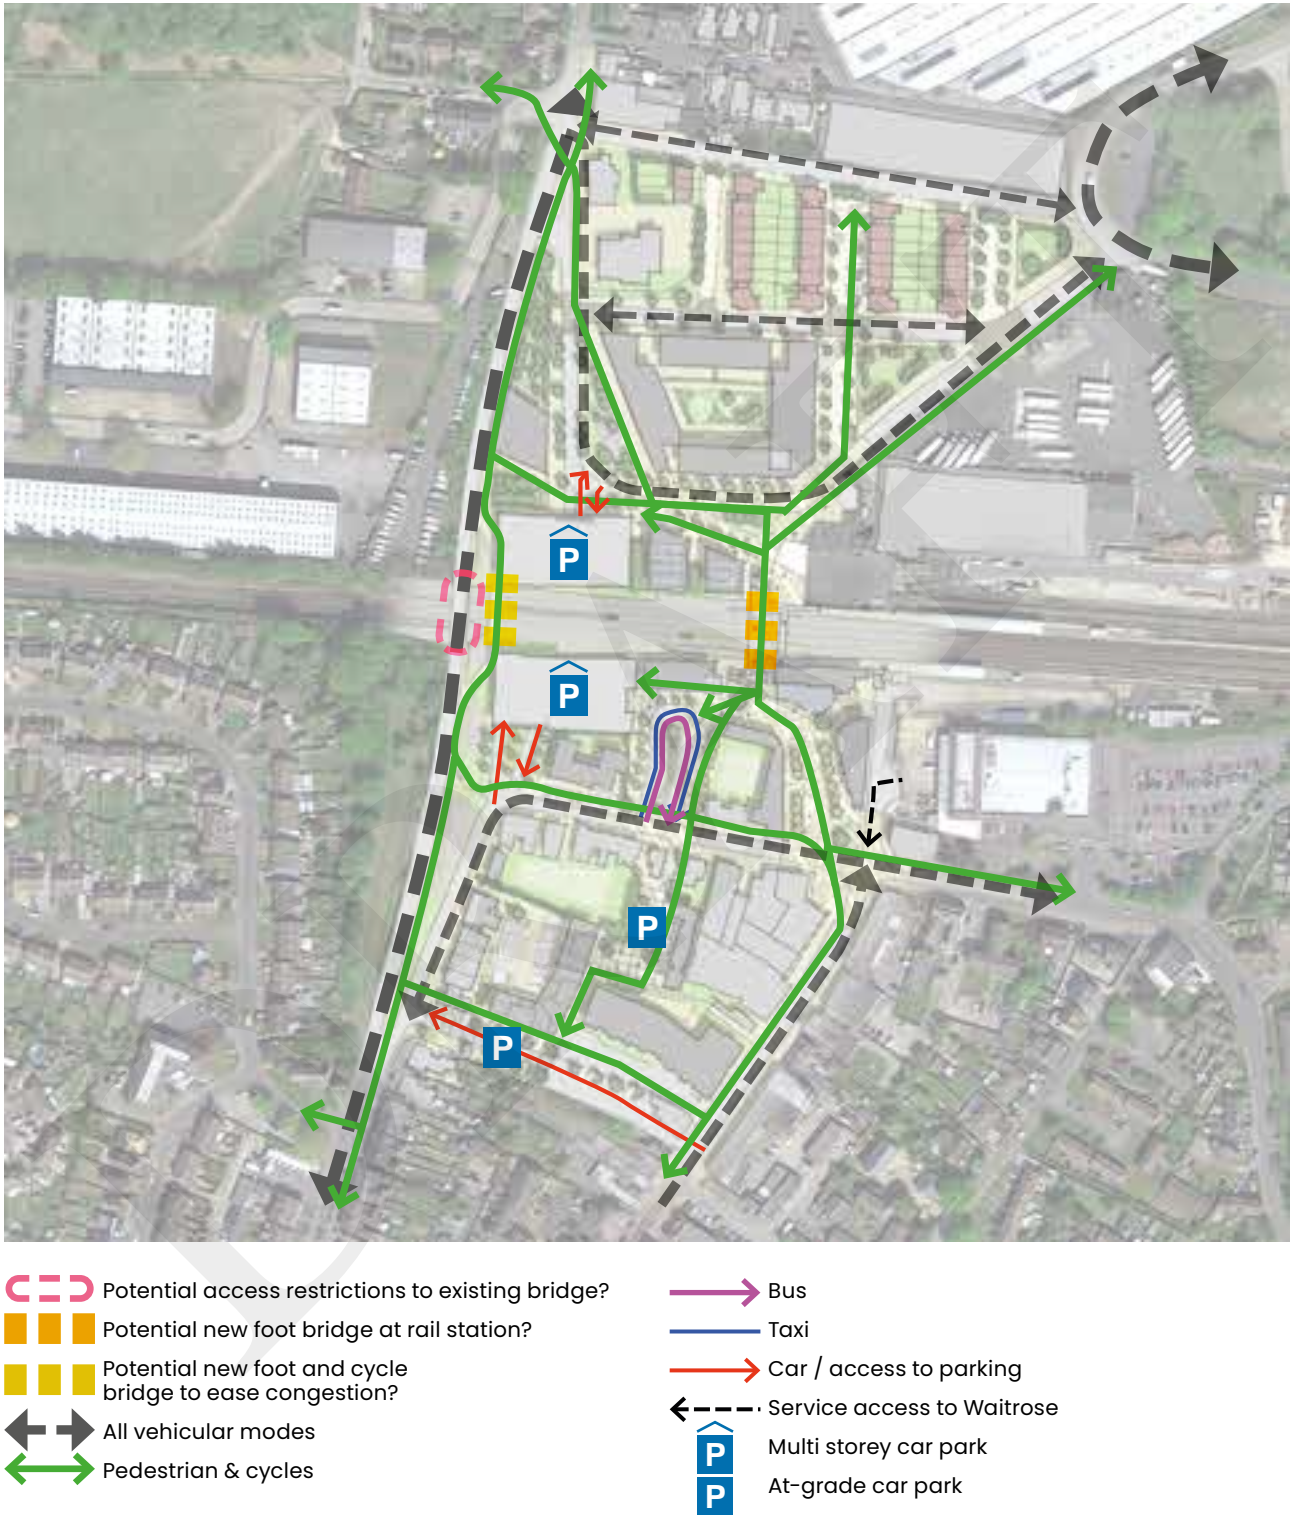 P
P
P
P
Potential access restrictions to existing bridge?
Potential new foot bridge at rail station?
Potential new foot and cycle
bridge to ease congestion?
All vehicular modes
Pedestrian & cycles
Bus
Taxi
Car / access to parking
Service access to Waitrose
P
Multi storey car park
P
At-grade car park